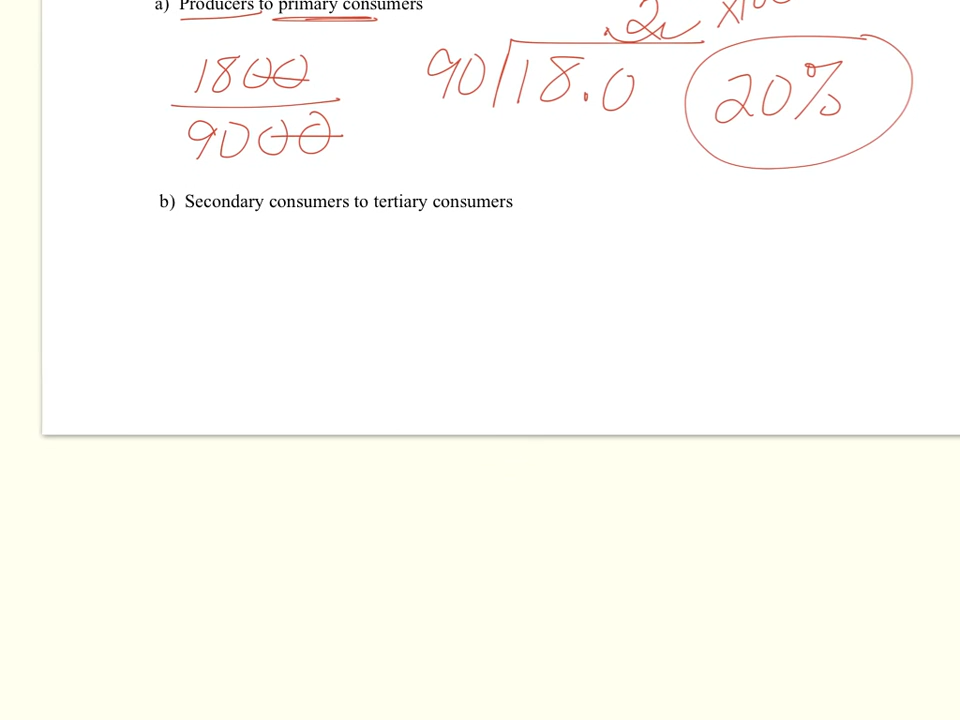 a) Producers to primary consumers
.2 x100
1800
9000
90 18.0
20%
b) Secondary consumers to tertiary consumers